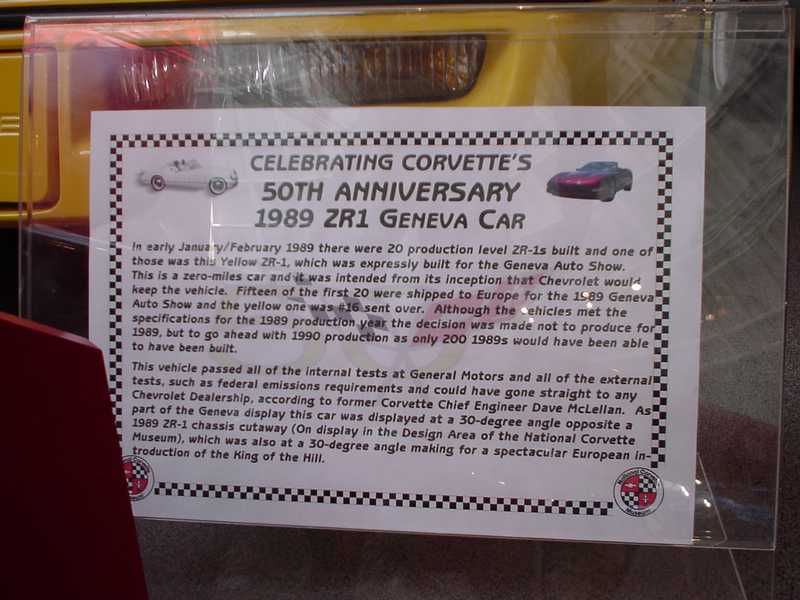 CELEBRATING CORVETTE'S
50TH ANNIVERSARY
1989 ZR1 GENEVA CAR
In early January/February 1989 there were 20 production level ZR-1s built and one of
those was this Yellow ZR-1, which was expressly built for the Geneva Auto Show.
This is a zero-miles car and it was intended from its inception that Chevrolet would
keep the vehicle. Fifteen of the first 20 were shipped to Europe for the 1989 Geneva
Auto Show and the yellow one was #16 sent over. Although the vehicles met the
specifications for the 1989 production year the decision was made not to produce for
1989, but to go ahead with 1990 production as only 200 1989s would have been able
to have been built.
This vehicle passed all of the internal tests at General Motors and all of the external
tests, such as federal emissions requirements and could have gone straight to any
Chevrolet Dealership, according to former Corvette Chief Engineer Dave McLellan. As
part of the Geneva display this car was displayed at a 30-degree angle opposite a
1989 ZR-1 chassis cutaway (On display in the Design Area of the National Corvette
Museum), which was also at a 30-degree angle making for a spectacular European in-
troduction of the King of the Hill.
National Corvette
Museum